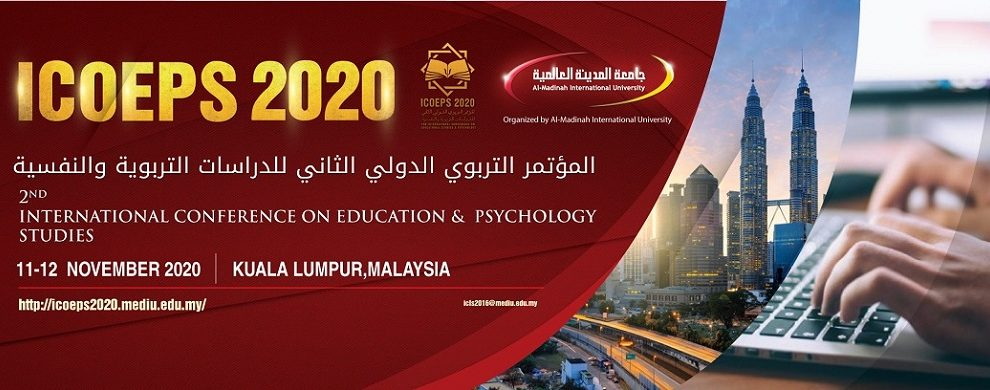 ICOEPS 2020
ICOEPS 2020
جامعة المدينة العالمية
Al-Madinah International University
Organized by Al-Madinah International University
المؤتمر التربوي الدولي الثاني للدراسات التربوية والنفسية
2ND
INTERNATIONAL CONFERENCE ON EDUCATION & PSYCHOLOGY
STUDIES
11-12 NOVEMBER 2020
KUALA LUMPUR,MALAYSIA
http://icoeps2020.mediu.edu.my/
icfs2016@mediu.edu.my